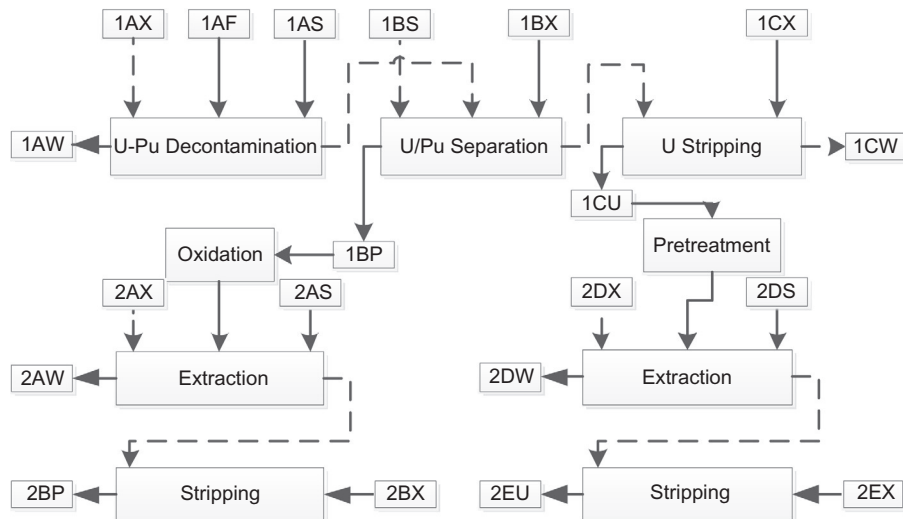 1AX
1AF
1AS
1BS
1BX
1CX
1AW
U-Pu Decontamination
U/Pu Separation
U Stripping
1CW
1CU
Oxidation
1BP
Pretreatment
2AX
2AS
2DX
2DS
2AW
Extraction
2DW
Extraction
2BP
Stripping
2BX
2EU
Stripping
2EX